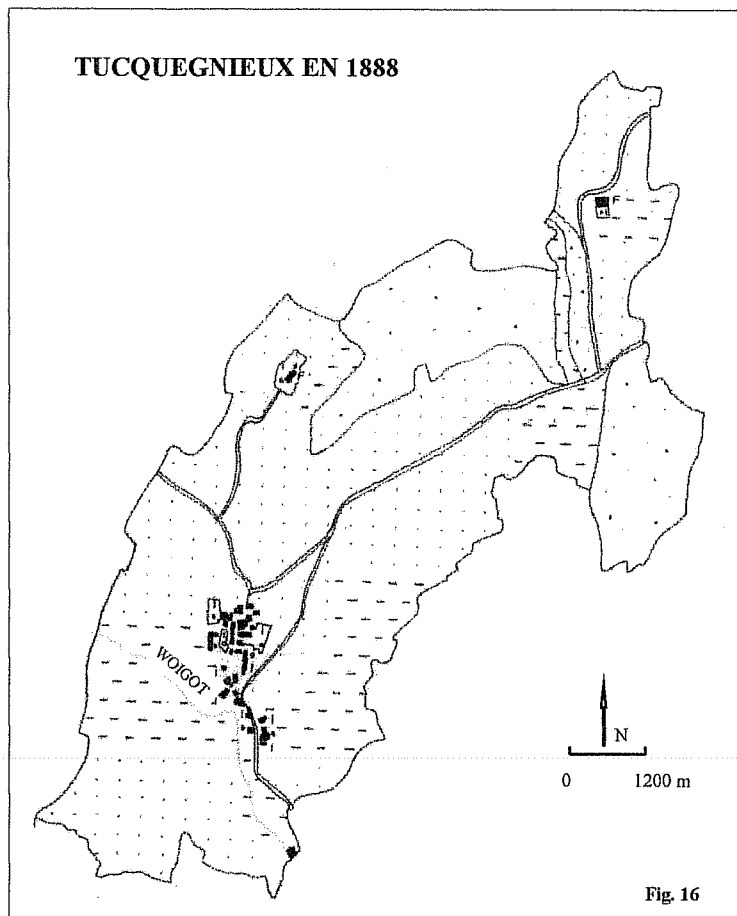 TUCQUEGNIEUX EN 1888
F
F
WOIGOT
N
0 1200 m
Fig. 16